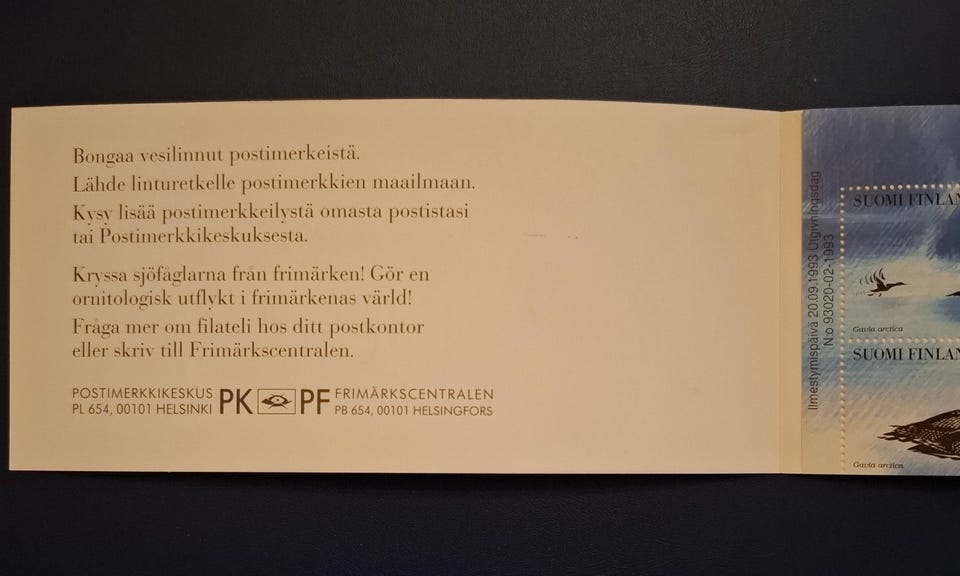 Bongaa vesilinnut postimerkeistä.
Lähde linturetkelle postimerkkien maailmaan.
Kysy lisää postimerkkeilystä omasta postistasi
tai Postimerkkikeskuksesta.
Kryssa sjöfåglarna från frimärken! Gör en
ornitologisk utflykt i frimärkenas värld!
Fråga mer om filateli hos ditt postkontor
eller skriv till Frimärkscentralen.
POSTIMERKKIKESKUS
PL 654, 00101 HELSINKI
PK PF
FRIMÄRKSCENTRALEN
PB 654, 00101 HELSINGFORS
Ilmestymispäivä 20.09.1993 Utgivningsdag
N:o 93020-02-1993
SUOMI FINLAN
Gavia arctica
SUOMI FINLAN
Gavia arctica